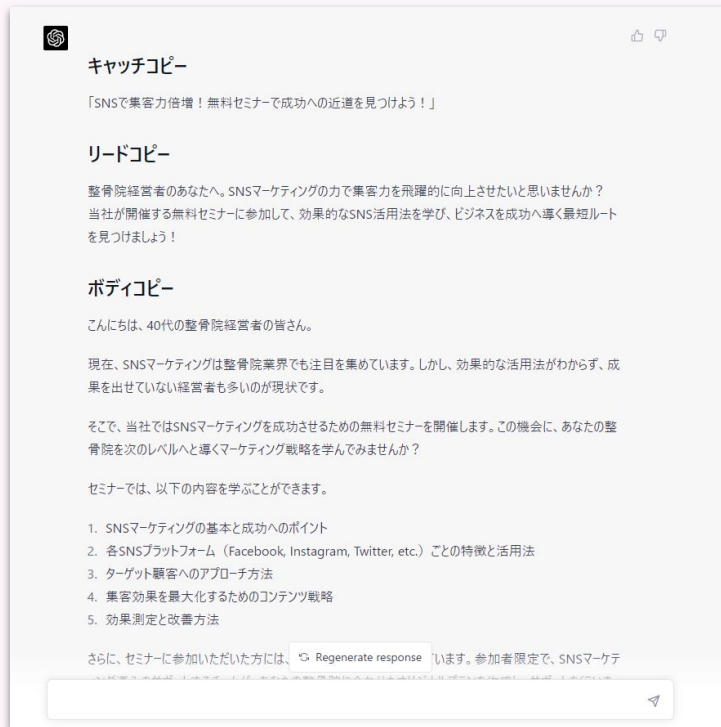 キャッチコピー
「SNSで集客力倍増！無料セミナーで成功への近道を見つけよう！」
リードコピー
整骨院経営者のあなたへ。SNSマーケティングの力で集客力を飛躍的に向上させたいと思いませんか？
当社が開催する無料セミナーに参加して、効果的なSNS活用法を学び、ビジネスを成功へ導く最短ルート
を見つけましょう！
ボディコピー
こんにちは、40代の整骨院経営者の皆さん。
現在、SNSマーケティングは整骨院業界でも注目を集めています。しかし、効果的な活用法がわからず、成
果を出せていない経営者も多いのが現状です。
そこで、当社ではSNSマーケティングを成功させるための無料セミナーを開催します。この機会に、あなたの整
骨院を次のレベルへと導くマーケティング戦略を学んでみませんか？
セミナーでは、以下の内容を学ぶことができます。
1. SNSマーケティングの基本と成功へのポイント
2. 各SNSプラットフォーム（Facebook, Instagram, Twitter, etc.）ごとの特徴と活用法
3. ターゲット顧客へのアプローチ方法
4. 集客効果を最大化するためのコンテンツ戦略
5. 効果測定と改善方法
さらに、セミナーに参加いただいた方には、
Regenerate response
います。参加者限定で、SNSマーケテ